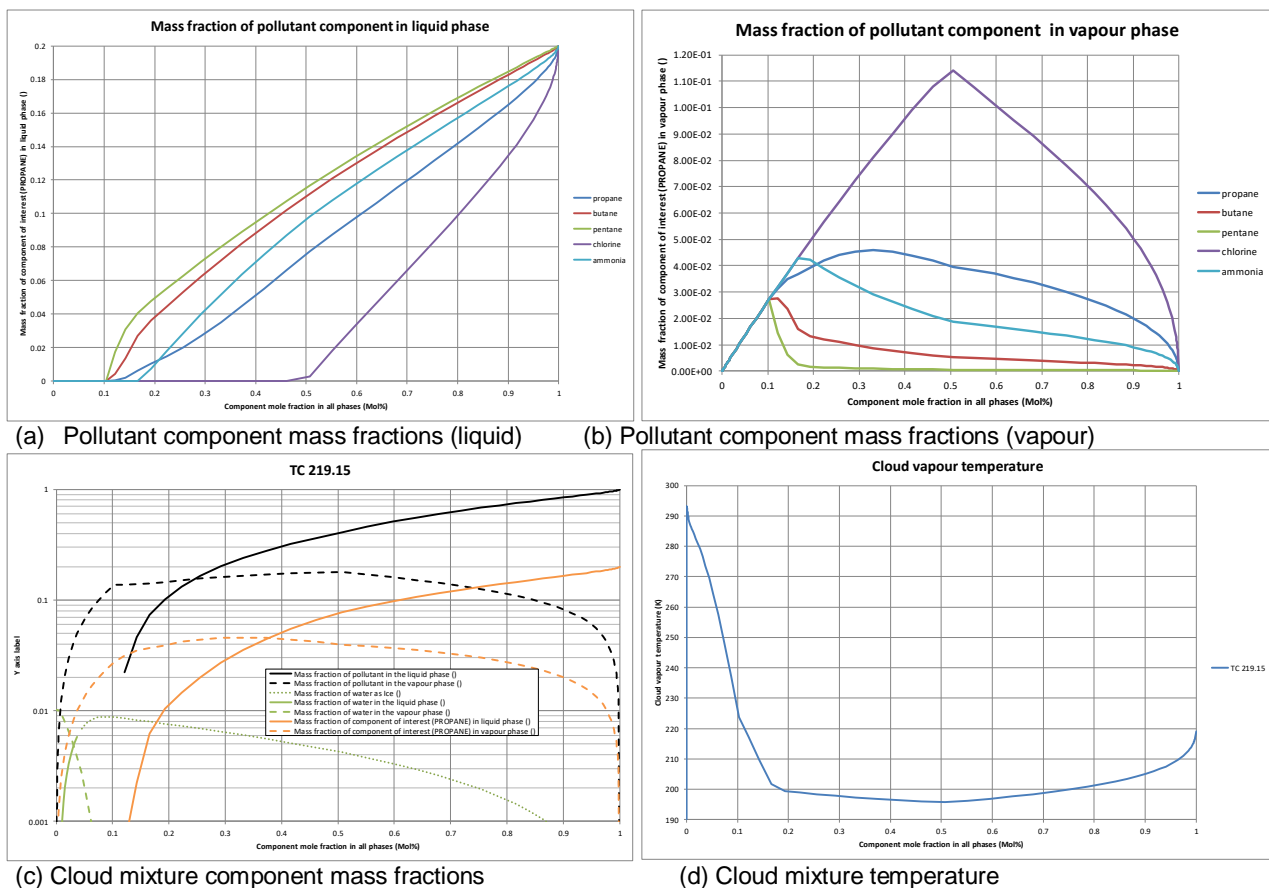 Mass fraction of pollutant component in liquid phase
Mass fraction of component of interest (PROPANE) in liquid phase ()
0.2
0.18
0.16
0.14
0.12
0.1
0.08
0.06
0.04
0.02
0
0 0.1 0.2 0.3 0.4 0.5 0.6 0.7 0.8 0.9 1
Component mole fraction in all phases (Mol%)
propane
butane
pentane
chlorine
ammonia
(a) Pollutant component mass fractions (liquid)
Mass fraction of pollutant component in vapour phase
Mass fraction of component of interest (PROPANE) in vapour phase ()
1.20E-01
1.10E-01
1.00E-01
9.00E-02
8.00E-02
7.00E-02
6.00E-02
5.00E-02
4.00E-02
3.00E-02
2.00E-02
1.00E-02
0.00E+00
0 0.1 0.2 0.3 0.4 0.5 0.6 0.7 0.8 0.9 1
Component mole fraction in all phases (Mol%)
propane
butane
pentane
chlorine
ammonia
(b) Pollutant component mass fractions (vapour)
TC 219.15
Y axis label
1
0.1
0.01
0.001
Mass fraction of pollutant in the liquid phase ()
Mass fraction of pollutant in the vapour phase ()
Mass fraction of water as Ice ()
Mass fraction of water in the liquid phase ()
Mass fraction of water in the vapour phase ()
Mass fraction of component of interest (PROPANE) in liquid phase ()
Mass fraction of component of interest (PROPANE) in vapour phase ()
0 0.1 0.2 0.3 0.4 0.5 0.6 0.7 0.8 0.9 1
Component mole fraction in all phases (Mol%)
(c) Cloud mixture component mass fractions
Cloud vapour temperature
Cloud vapour temperature (K)
300
290
280
270
260
250
240
230
220
210
200
190
0 0.1 0.2 0.3 0.4 0.5 0.6 0.7 0.8 0.9 1
Component mole fraction in all phases (Mol%)
TC 219.15
(d) Cloud mixture temperature